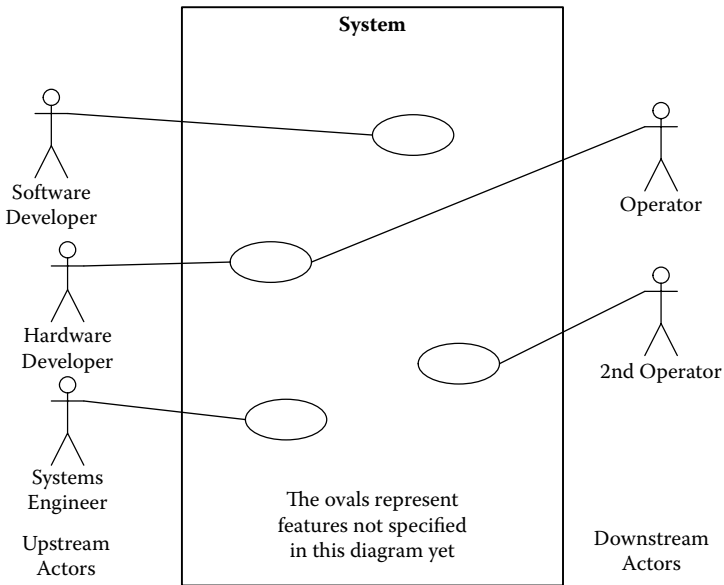 System
Software
Developer
Operator
Hardware
Developer
2nd Operator
Systems
Engineer
The ovals represent
features not specified
in this diagram yet
Upstream
Actors
Downstream
Actors